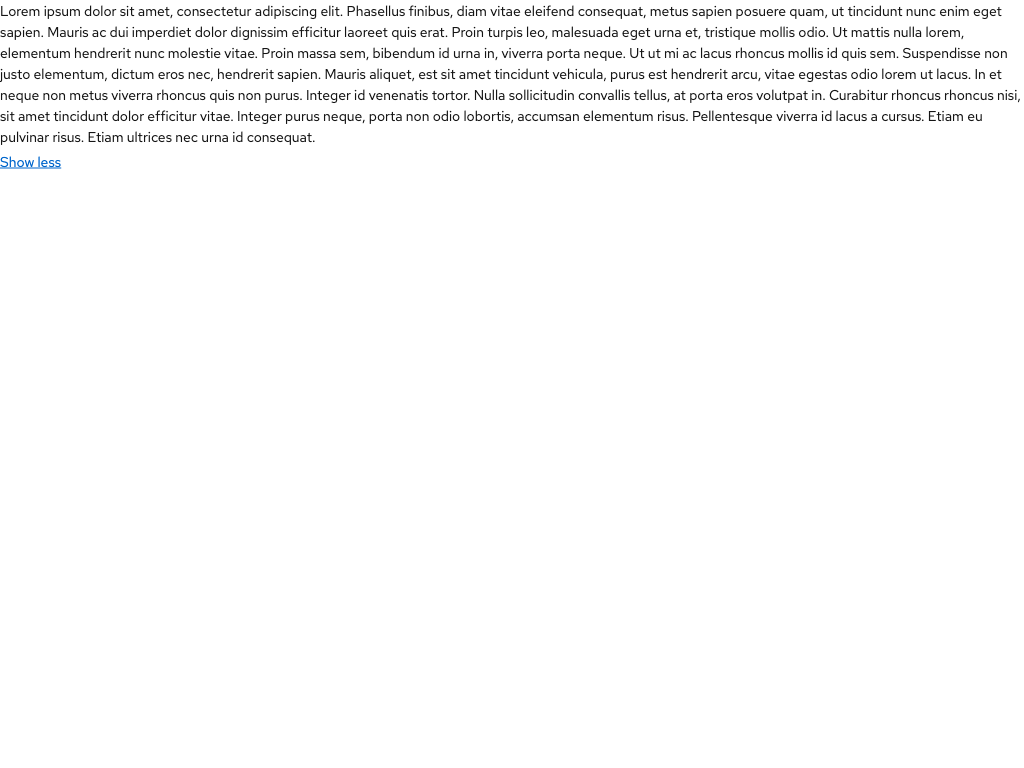 Lorem ipsum dolor sit amet, consectetur adipiscing elit. Phasellus finibus, diam vitae eleifend consequat, metus sapien posuere quam, ut tincidunt nunc enim eget
sapien. Mauris ac dui imperdiet dolor dignissim efficitur laoreet quis erat. Proin turpis leo, malesuada eget urna et, tristique mollis odio. Ut mattis nulla lorem,
elementum hendrerit nunc molestie vitae. Proin massa sem, bibendum id urna in, viverra porta neque. Ut ut mi ac lacus rhoncus mollis id quis sem. Suspendisse non
justo elementum, dictum eros nec, hendrerit sapien. Mauris aliquet, est sit amet tincidunt vehicula, purus est hendrerit arcu, vitae egestas odio lorem ut lacus. In et
neque non metus viverra rhoncus quis non purus. Integer id venenatis tortor. Nulla sollicitudin convallis tellus, at porta eros volutpat in. Curabitur rhoncus rhoncus nisi,
sit amet tincidunt dolor efficitur vitae. Integer purus neque, porta non odio lobortis, accumsan elementum risus. Pellentesque viverra id lacus a cursus. Etiam eu
pulvinar risus. Etiam ultrices nec urna id consequat.
Show less